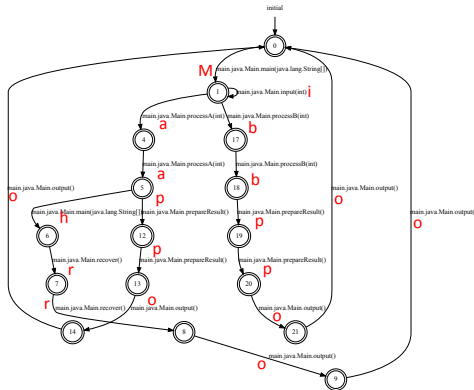 initial
0
main.java.Main.main(java.lang.String[])
M
1
main.java.Main.input(int)
i
main.java.Main.processA(int)
a
main.java.Main.processB(int)
b
4
17
main.java.Main.processA(int)
a
main.java.Main.processB(int)
b
5
18
main.java.Main.output()
o
p
b
main.java.Main.output()
o
h
main.java.Main.main(java.lang.String[])
main.java.Main.prepareResult()
main.java.Main.prepareResult()
p
main.java.Main.output()
o
6
12
19
p
main.java.Main.recover()
r
main.java.Main.prepareResult()
main.java.Main.prepareResult()
p
7
13
20
r
main.java.Main.recover()
o
main.java.Main.output()
main.java.Main.output()
o
14
8
21
main.java.Main.output()
o
9